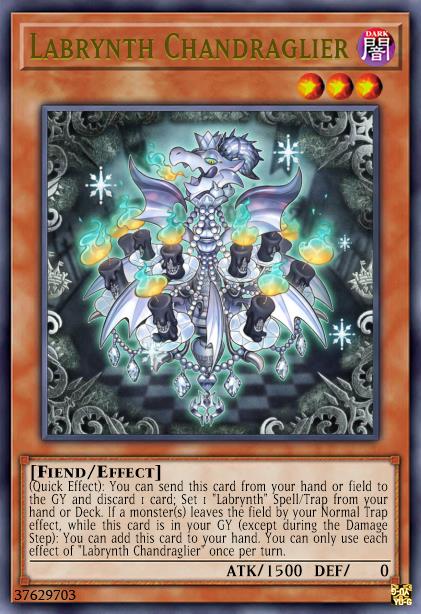 LABRYNTH CHANDRAGLIER
DARK
闇
[FIEND/EFFECT]
(Quick Effect): You can send this card from your hand or field to
the GY and discard 1 card; Set 1 "Labrynth" Spell/Trap from your
hand or Deck. If a monster(s) leaves the field by your Normal Trap
effect, while this card is in your GY (except during the Damage
Step): You can add this card to your hand. You can only use each
effect of "Labrynth Chandraglier" once per turn.
ATK/1500 DEF/ 0
37629703